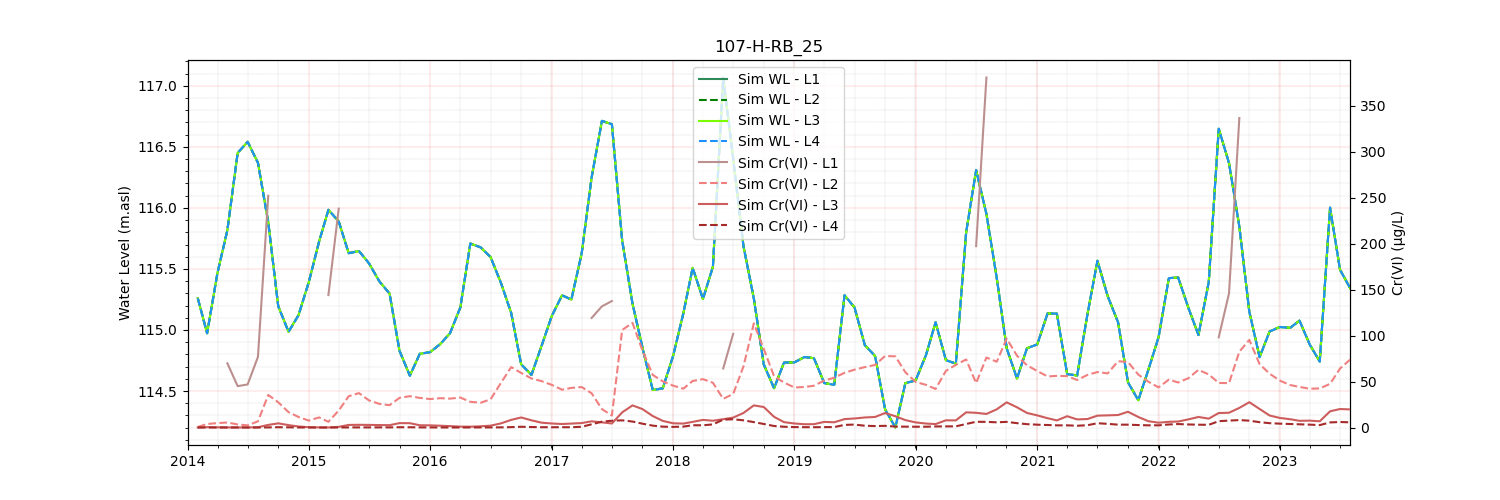 107-H-RB_25
Water Level (m.asl)
117.0
116.5
116.0
115.5
115.0
114.5
Sim WL - L1
Sim WL - L2
Sim WL - L3
Sim WL - L4
Sim Cr(VI) - L1
Sim Cr(VI) - L2
Sim Cr(VI) - L3
Sim Cr(VI) - L4
350
300
250
200
150
100
50
0
Cr(VI) (µg/L)
2014 2015 2016 2017 2018 2019 2020 2021 2022 2023